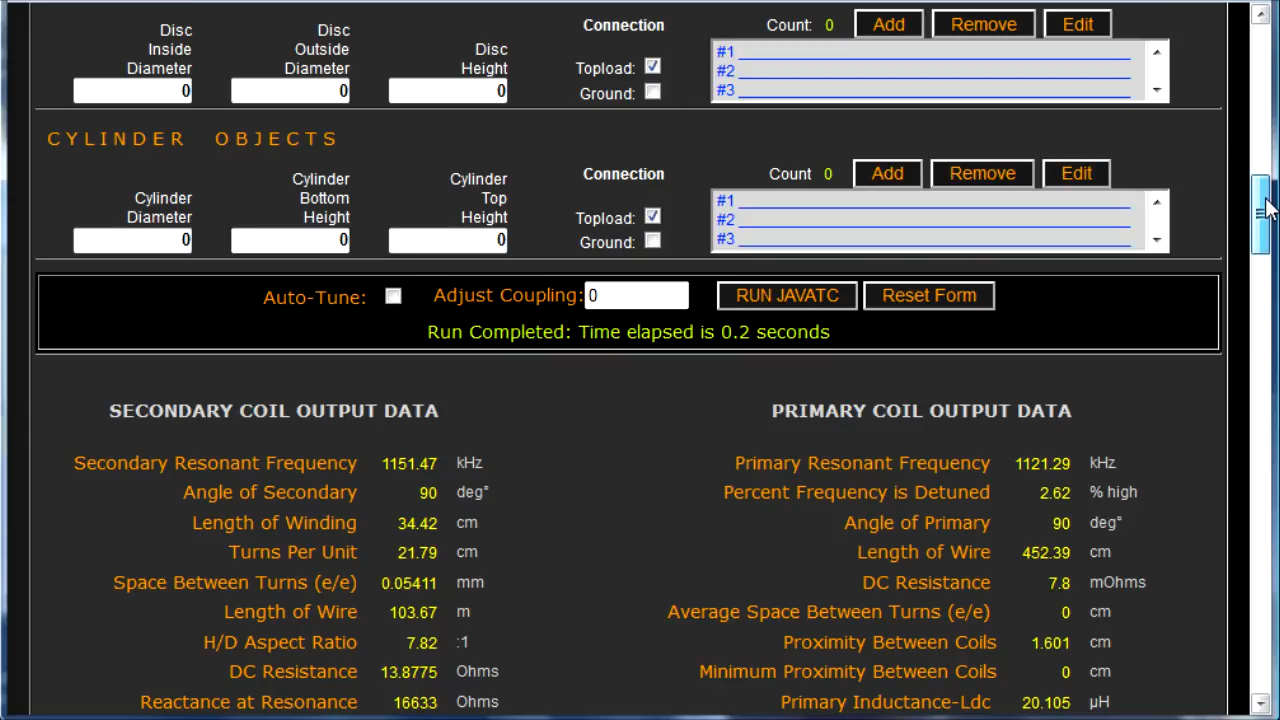 Disc Inside Diameter
Disc Outside Diameter
Disc Height
Connection
Count: 0 Add Remove Edit
0 0 0
Topload:
Ground:
#1
#2
#3
CYLINDER OBJECTS
Cylinder Diameter
Cylinder Bottom Height
Cylinder Top Height
Connection
Count 0 Add Remove Edit
0 0 0
Topload:
Ground:
#1
#2
#3
Auto-Tune: Adjust Coupling: 0 RUN JAVATC Reset Form
Run Completed: Time elapsed is 0.2 seconds
SECONDARY COIL OUTPUT DATA
Secondary Resonant Frequency 1151.47 kHz
Angle of Secondary 90 deg°
Length of Winding 34.42 cm
Turns Per Unit 21.79 cm
Space Between Turns (e/e) 0.05411 mm
Length of Wire 103.67 m
H/D Aspect Ratio 7.82 :1
DC Resistance 13.8775 Ohms
Reactance at Resonance 16633 Ohms
PRIMARY COIL OUTPUT DATA
Primary Resonant Frequency 1121.29 kHz
Percent Frequency is Detuned 2.62 % high
Angle of Primary 90 deg°
Length of Wire 452.39 cm
DC Resistance 7.8 mOhms
Average Space Between Turns (e/e) 0 cm
Proximity Between Coils 1.601 cm
Minimum Proximity Between Coils 0 cm
Primary Inductance-Ldc 20.105 µH